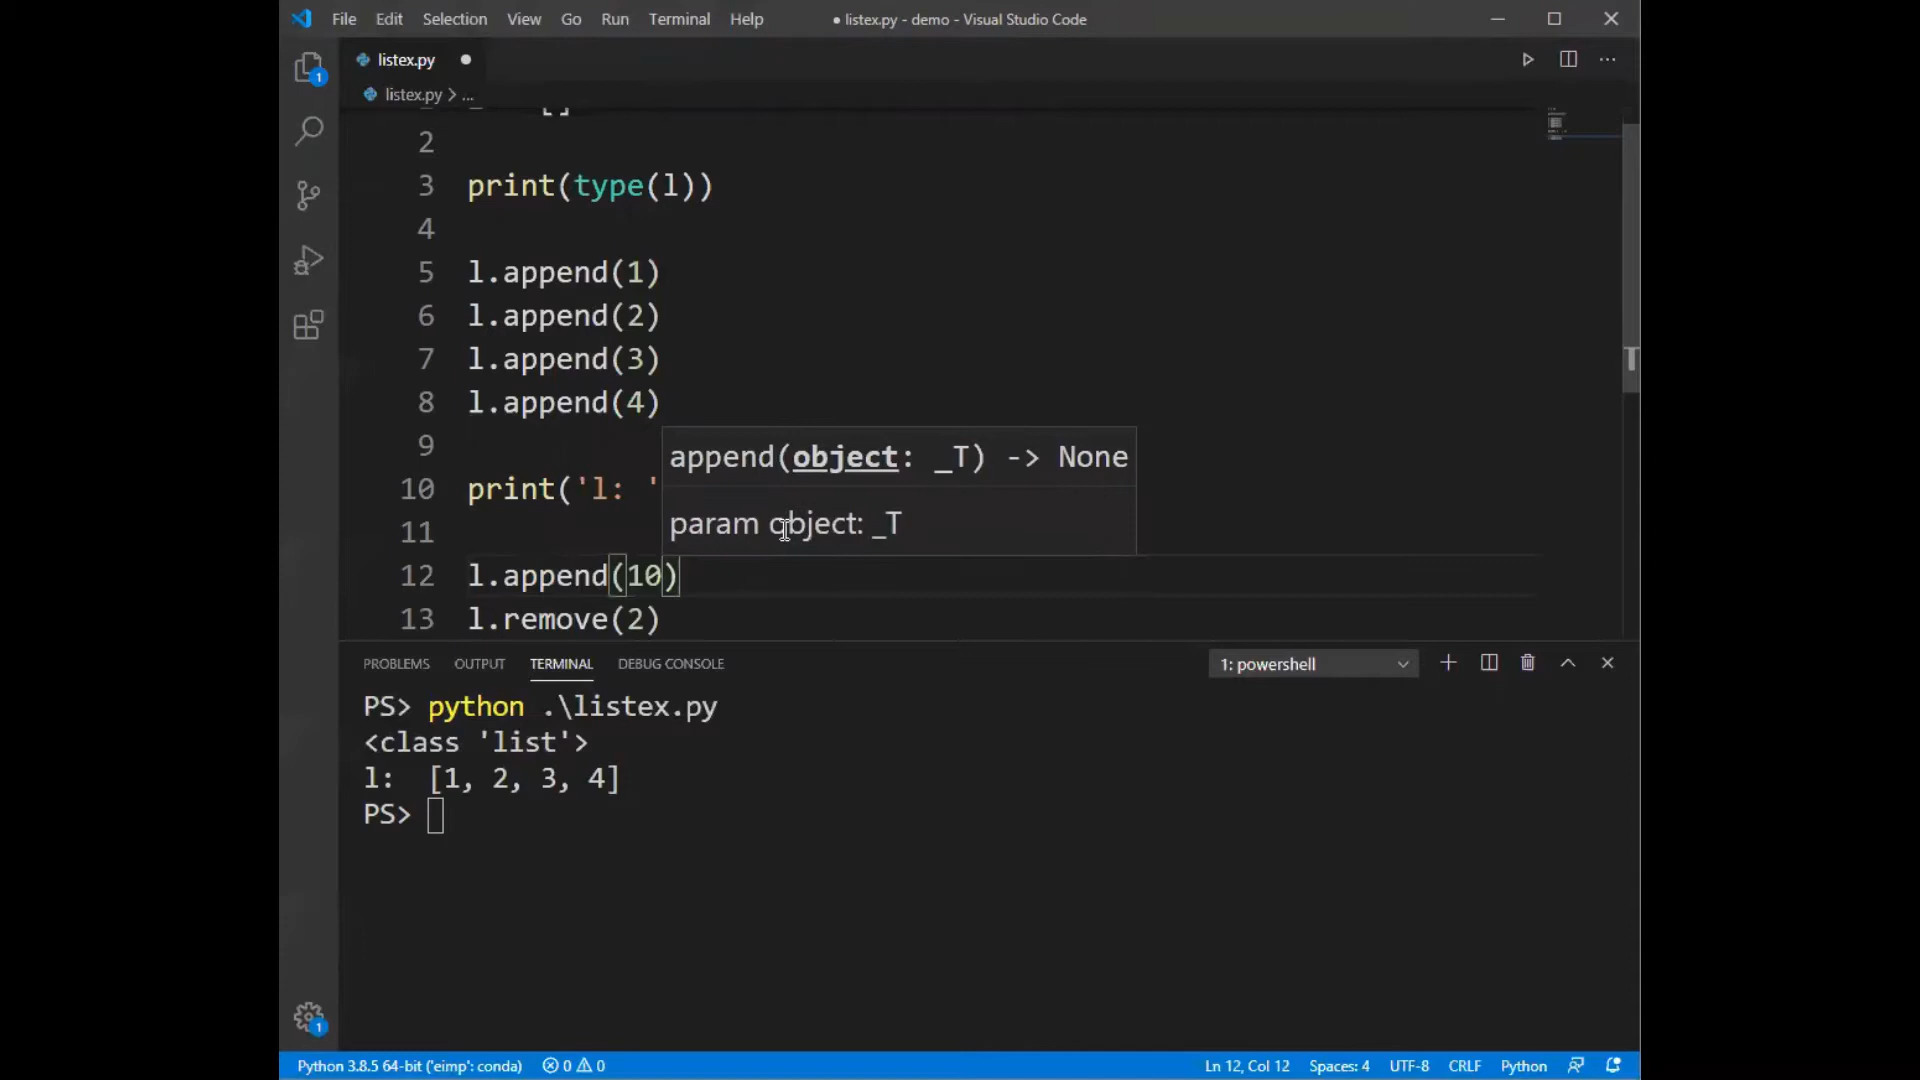 File Edit Selection View Go Run Terminal Help ● listex.py - demo - Visual Studio Code
listex.py ●
listex.py > ...
[]
2
3 print(type(l))
4
5 l.append(1)
6 l.append(2)
7 l.append(3)
8 l.append(4)
9
append(object: _T) -> None
10 print('l: '
param object: _T
11
12 l.append(10)
13 l.remove(2)
PROBLEMS OUTPUT TERMINAL DEBUG CONSOLE 1: powershell
PS> python .\listex.py
<class 'list'>
l:  [1, 2, 3, 4]
PS>
1
1
Python 3.8.5 64-bit ('eimp': conda) 0 0 Ln 12, Col 12 Spaces: 4 UTF-8 CRLF Python